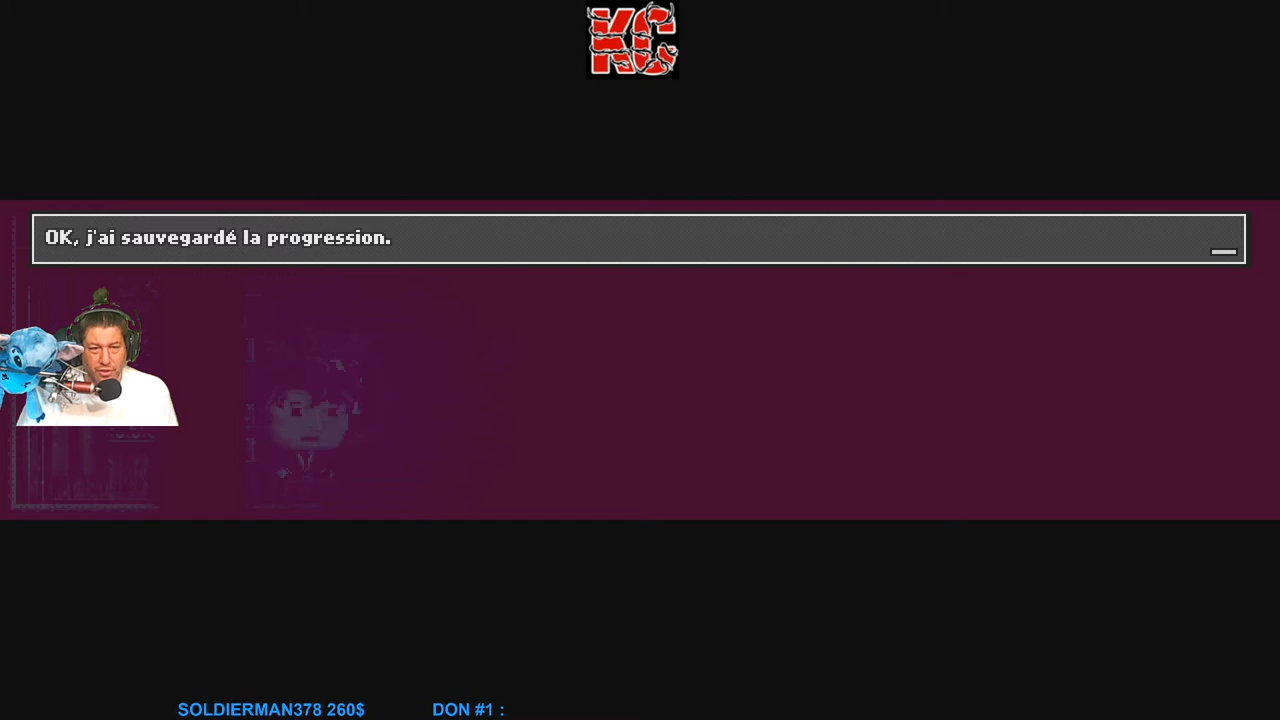 KC
OK, j'ai sauvegardé la progression.
SOLDIERMAN378 260$ DON #1 :